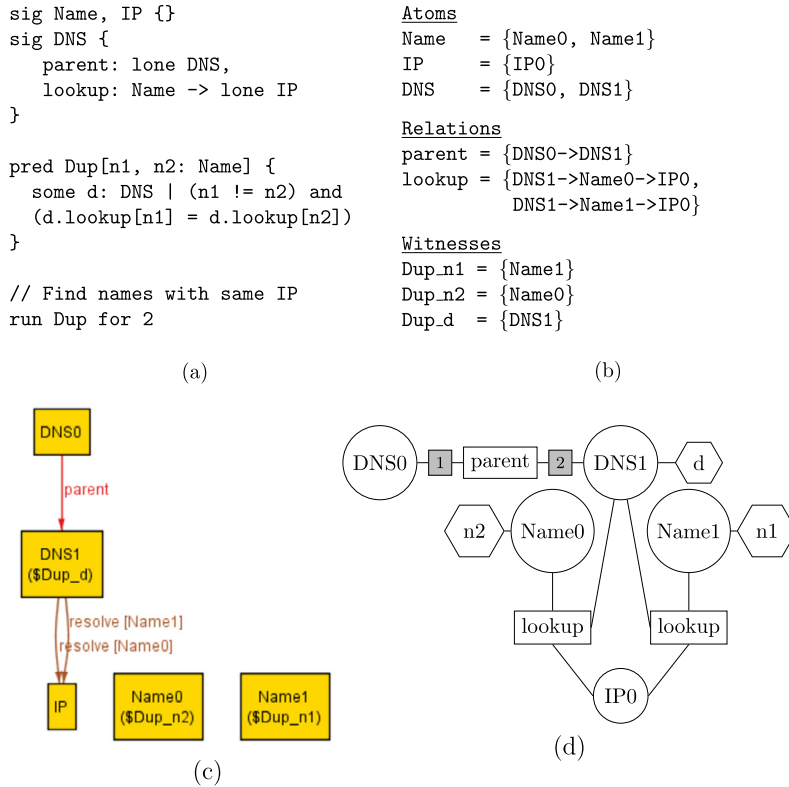 sig Name, IP {}
sig DNS {
parent: lone DNS,
lookup: Name -> lone IP
}
pred Dup[n1, n2: Name] {
some d: DNS | (n1 != n2) and
(d.lookup[n1] = d.lookup[n2])
}
// Find names with same IP
run Dup for 2
(a)
Atoms
Name = {Name0, Name1}
IP = {IP0}
DNS = {DNS0, DNS1}
Relations
parent = {DNS0->DNS1}
lookup = {DNS1->Name0->IP0,
DNS1->Name1->IP0}
Witnesses
Dup_n1 = {Name1}
Dup_n2 = {Name0}
Dup_d = {DNS1}
(b)
DNS0
parent
DNS1
($Dup_d)
resolve [Name1]
resolve [Name0]
IP
Name0
($Dup_n2)
Name1
($Dup_n1)
(c)
DNS0 1 parent 2 DNS1 d
n2 Name0 Name1 n1
lookup lookup
IP0
(d)